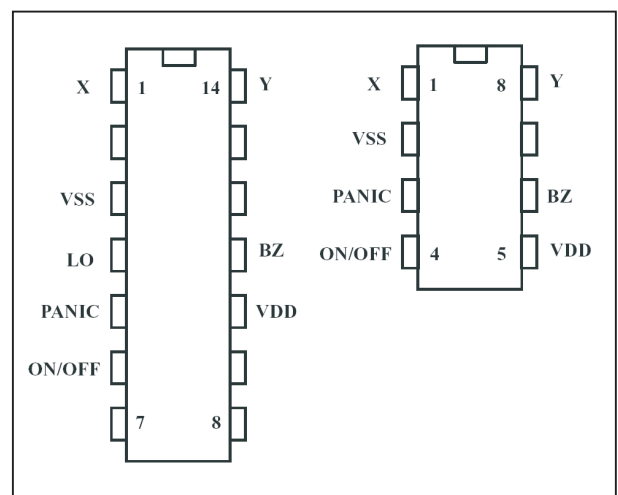 X 1 14 Y
VSS
LO BZ
PANIC VDD
ON/OFF
7 8
X 1 8 Y
VSS
PANIC BZ
ON/OFF 4 5 VDD